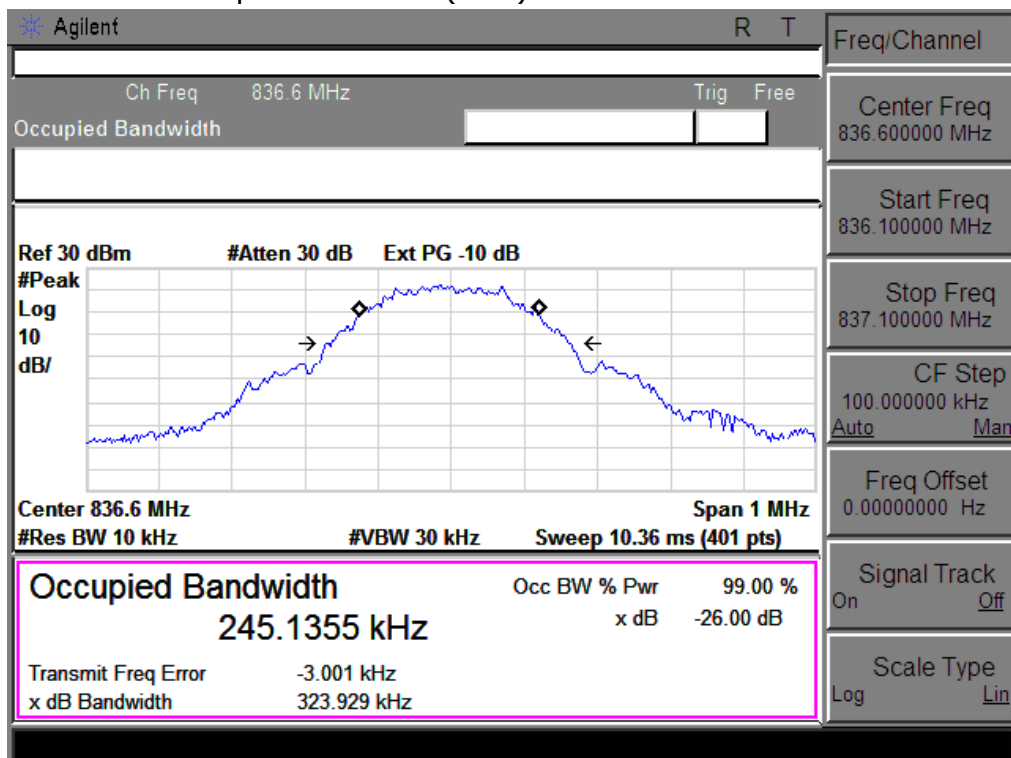 Agilent R T
Ch Freq 836.6 MHz Trig Free
Occupied Bandwidth
Ref 30 dBm #Atten 30 dB Ext PG -10 dB
#Peak
Log
10
dB/
Center 836.6 MHz Span 1 MHz
#Res BW 10 kHz #VBW 30 kHz Sweep 10.36 ms (401 pts)
Occupied Bandwidth
245.1355 kHz
Occ BW % Pwr 99.00 %
x dB -26.00 dB
Transmit Freq Error -3.001 kHz
x dB Bandwidth 323.929 kHz
Freq/Channel
Center Freq
836.600000 MHz
Start Freq
836.100000 MHz
Stop Freq
837.100000 MHz
CF Step
100.000000 kHz
Auto Man
Freq Offset
0.00000000 Hz
Signal Track
On Off
Scale Type
Log Lin